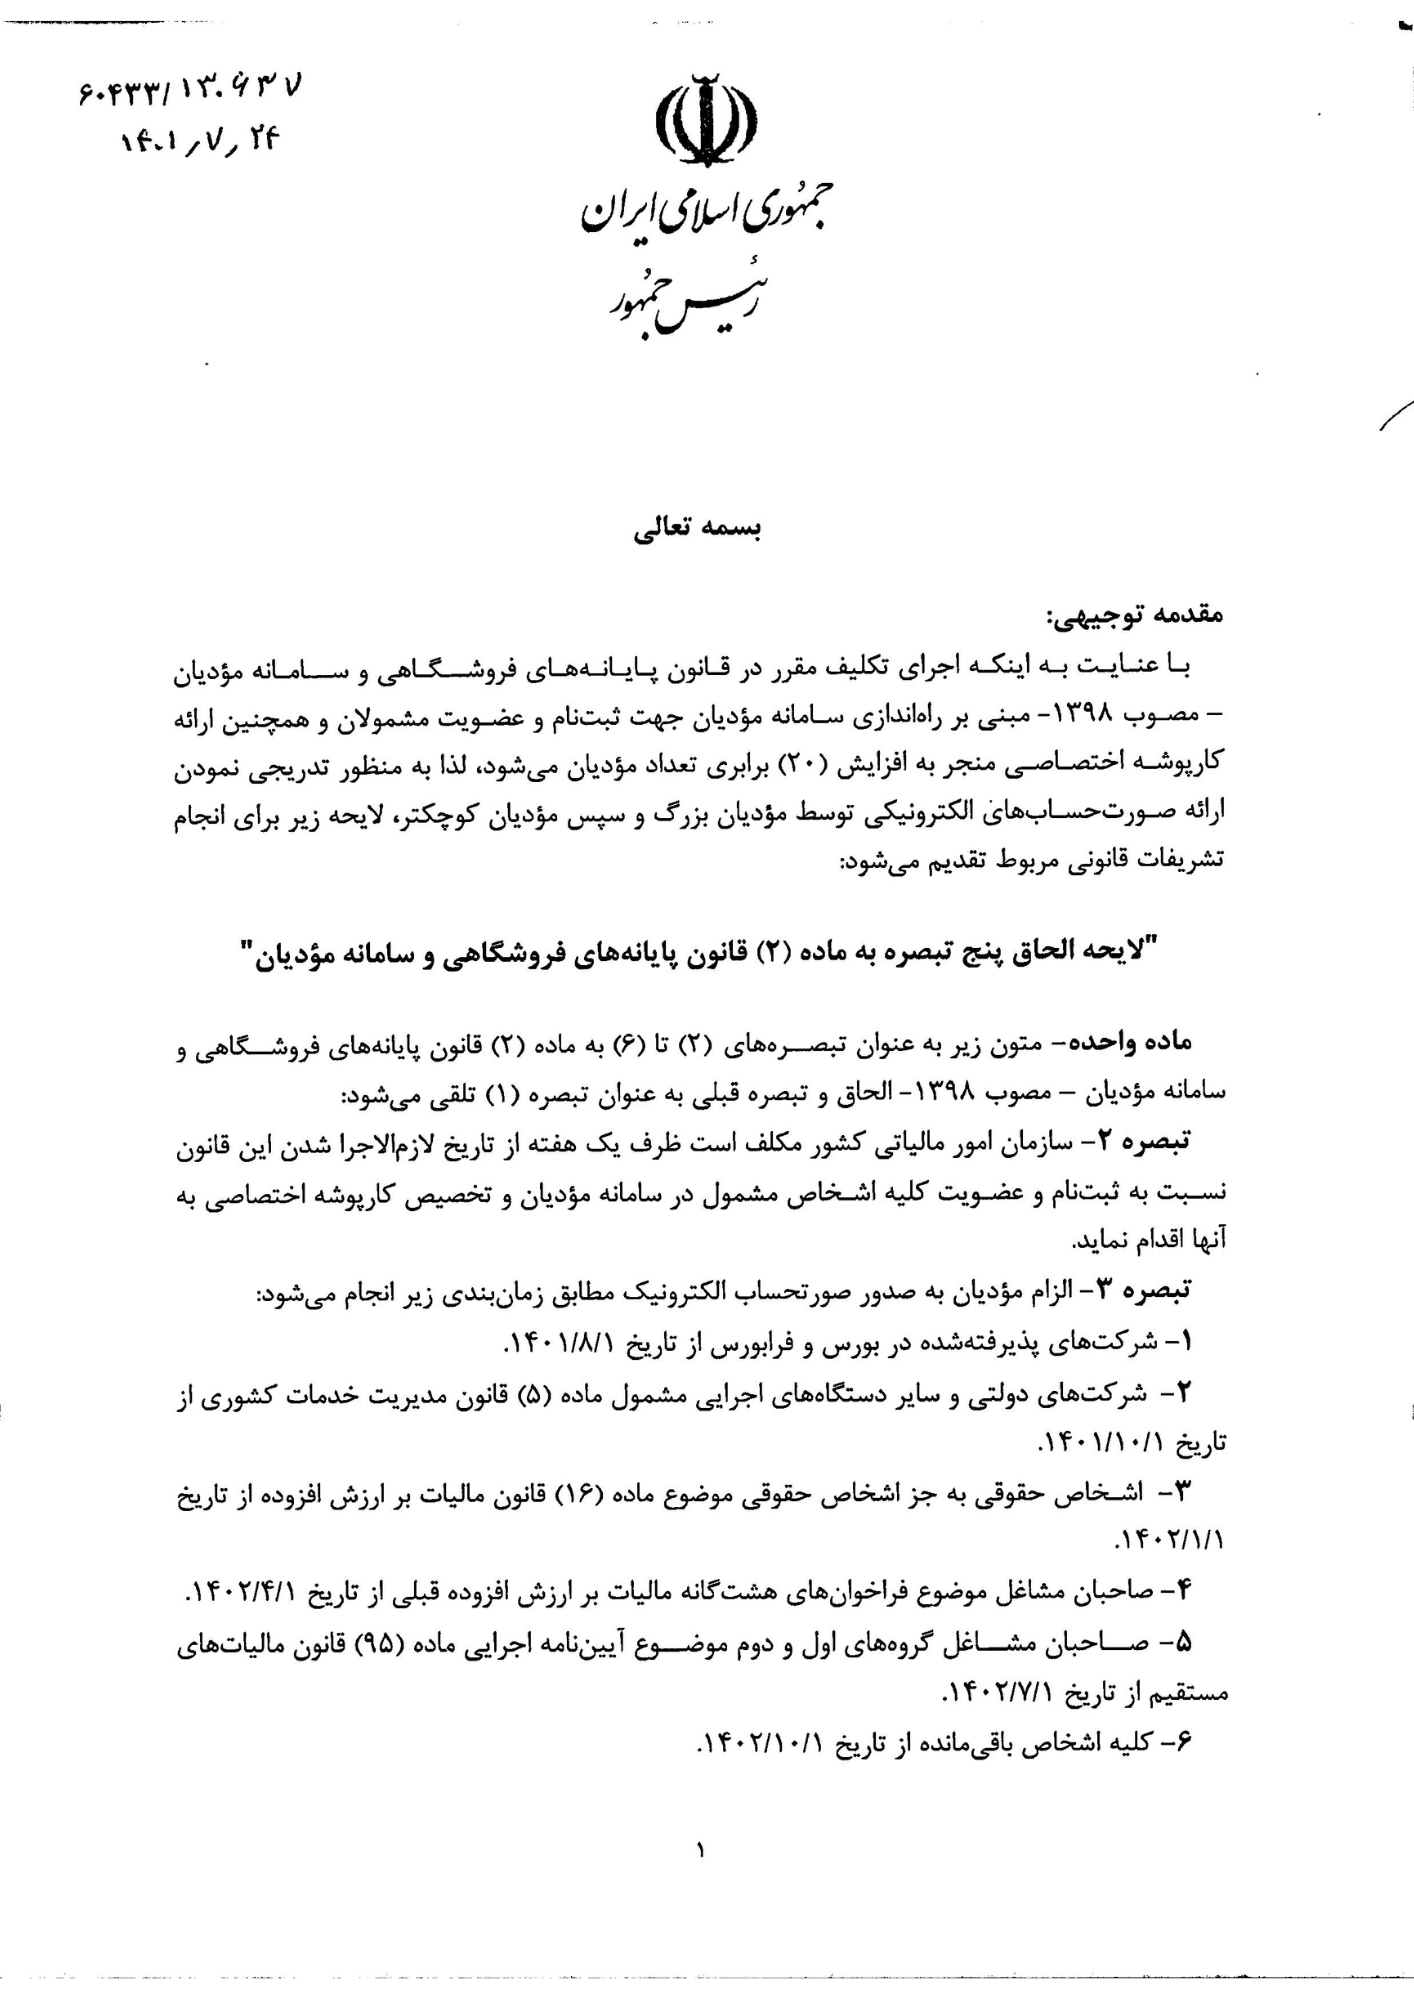 ۶۰۴۳۳/۱۳۰۶۳۷
۱۴۰۱/۷/۲۴
جمهوری اسلامی ایران
رئیس جمهور
بسمه تعالی
مقدمه توجیهی:
با عنایت به اینکه اجرای تکلیف مقرر در قانون پایانه‌های فروشگاهی و سامانه مؤدیان
– مصوب ۱۳۹۸- مبنی بر راه‌اندازی سامانه مؤدیان جهت ثبت‌نام و عضویت مشمولان و همچنین ارائه
کارپوشه اختصاصی منجر به افزایش (۲۰) برابری تعداد مؤدیان می‌شود، لذا به منظور تدریجی نمودن
ارائه صورت‌حساب‌های الکترونیکی توسط مؤدیان بزرگ و سپس مؤدیان کوچکتر، لایحه زیر برای انجام
تشریفات قانونی مربوط تقدیم می‌شود:
"لایحه الحاق پنج تبصره به ماده (۲) قانون پایانه‌های فروشگاهی و سامانه مؤدیان"
ماده واحده- متون زیر به عنوان تبصره‌های (۲) تا (۶) به ماده (۲) قانون پایانه‌های فروشگاهی و
سامانه مؤدیان – مصوب ۱۳۹۸- الحاق و تبصره قبلی به عنوان تبصره (۱) تلقی می‌شود:
تبصره ۲- سازمان امور مالیاتی کشور مکلف است ظرف یک هفته از تاریخ لازم‌الاجرا شدن این قانون
نسبت به ثبت‌نام و عضویت کلیه اشخاص مشمول در سامانه مؤدیان و تخصیص کارپوشه اختصاصی به
آنها اقدام نماید.
تبصره ۳- الزام مؤدیان به صدور صورتحساب الکترونیک مطابق زمان‌بندی زیر انجام می‌شود:
۱- شرکت‌های پذیرفته‌شده در بورس و فرابورس از تاریخ ۱۴۰۱/۸/۱.
۲- شرکت‌های دولتی و سایر دستگاه‌های اجرایی مشمول ماده (۵) قانون مدیریت خدمات کشوری از
تاریخ ۱۴۰۱/۱۰/۱.
۳- اشخاص حقوقی به جز اشخاص حقوقی موضوع ماده (۱۶) قانون مالیات بر ارزش افزوده از تاریخ
۱۴۰۲/۱/۱.
۴- صاحبان مشاغل موضوع فراخوان‌های هشت‌گانه مالیات بر ارزش افزوده قبلی از تاریخ ۱۴۰۲/۴/۱.
۵- صاحبان مشاغل گروه‌های اول و دوم موضوع آیین‌نامه اجرایی ماده (۹۵) قانون مالیات‌های
مستقیم از تاریخ ۱۴۰۲/۷/۱.
۶- کلیه اشخاص باقی‌مانده از تاریخ ۱۴۰۲/۱۰/۱.
۱